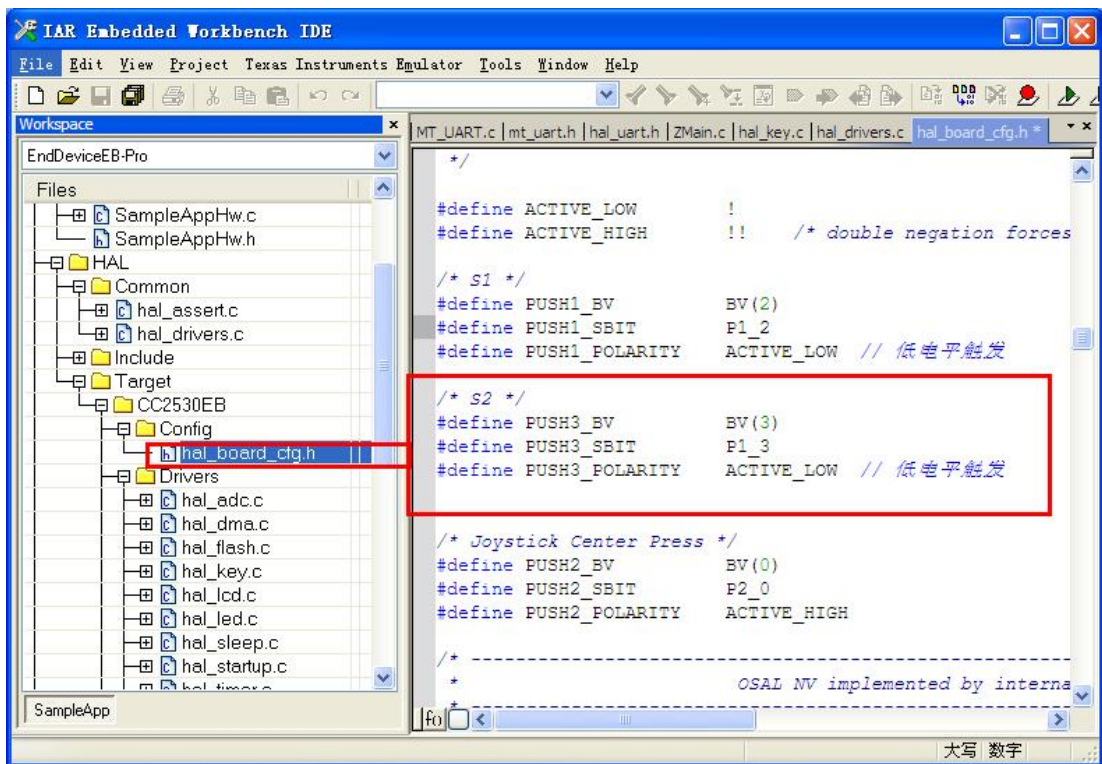 IAR Embedded Workbench IDE
File Edit View Project Texas Instruments Emulator Tools Window Help
Workspace
MT_UART.c | mt_uart.h | hal_uart.h | ZMain.c | hal_key.c | hal_drivers.c hal_board_cfg.h *
EndDeviceEB-Pro
Files
SampleAppHw.c
SampleAppHw.h
HAL
Common
hal_assert.c
hal_drivers.c
Include
Target
CC2530EB
Config
hal_board_cfg.h
Drivers
hal_adc.c
hal_dma.c
hal_flash.c
hal_key.c
hal_lcd.c
hal_led.c
hal_sleep.c
hal_startup.c
hal_timer.c
SampleApp
*/
#define ACTIVE_LOW !
#define ACTIVE_HIGH !! /* double negation forces
/* S1 */
#define PUSH1_BV BV(2)
#define PUSH1_SBIT P1_2
#define PUSH1_POLARITY ACTIVE_LOW // 低电平触发
/* S2 */
#define PUSH3_BV BV(3)
#define PUSH3_SBIT P1_3
#define PUSH3_POLARITY ACTIVE_LOW // 低电平触发
/* Joystick Center Press */
#define PUSH2_BV BV(0)
#define PUSH2_SBIT P2_0
#define PUSH2_POLARITY ACTIVE_HIGH
/* ------------------------------------------------
* OSAL NV implemented by interna
* ------------------------------------------------
fo
大写 数字